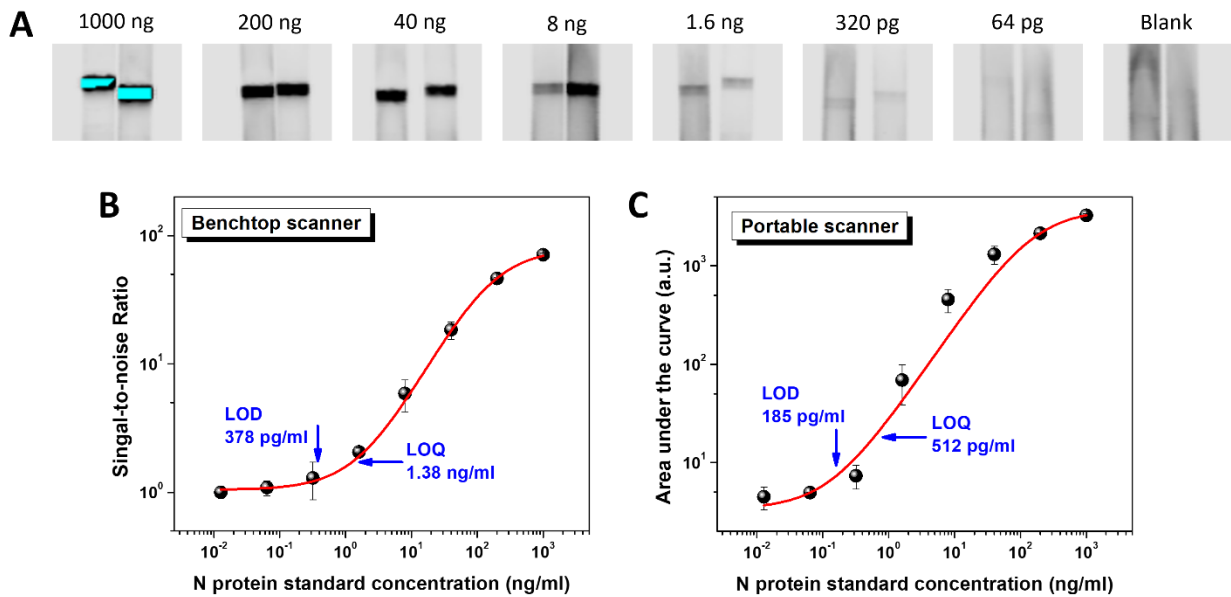 A
1000 ng 200 ng 40 ng 8 ng 1.6 ng 320 pg 64 pg Blank
B
Benchtop scanner
Singal-to-noise Ratio
10^2
10^1
10^0
LOD
378 pg/ml
LOQ
1.38 ng/ml
10^-2 10^-1 10^0 10^1 10^2 10^3
N protein standard concentration (ng/ml)
C
Portable scanner
Area under the curve (a.u.)
10^3
10^2
10^1
LOD
185 pg/ml
LOQ
512 pg/ml
10^-2 10^-1 10^0 10^1 10^2 10^3
N protein standard concentration (ng/ml)